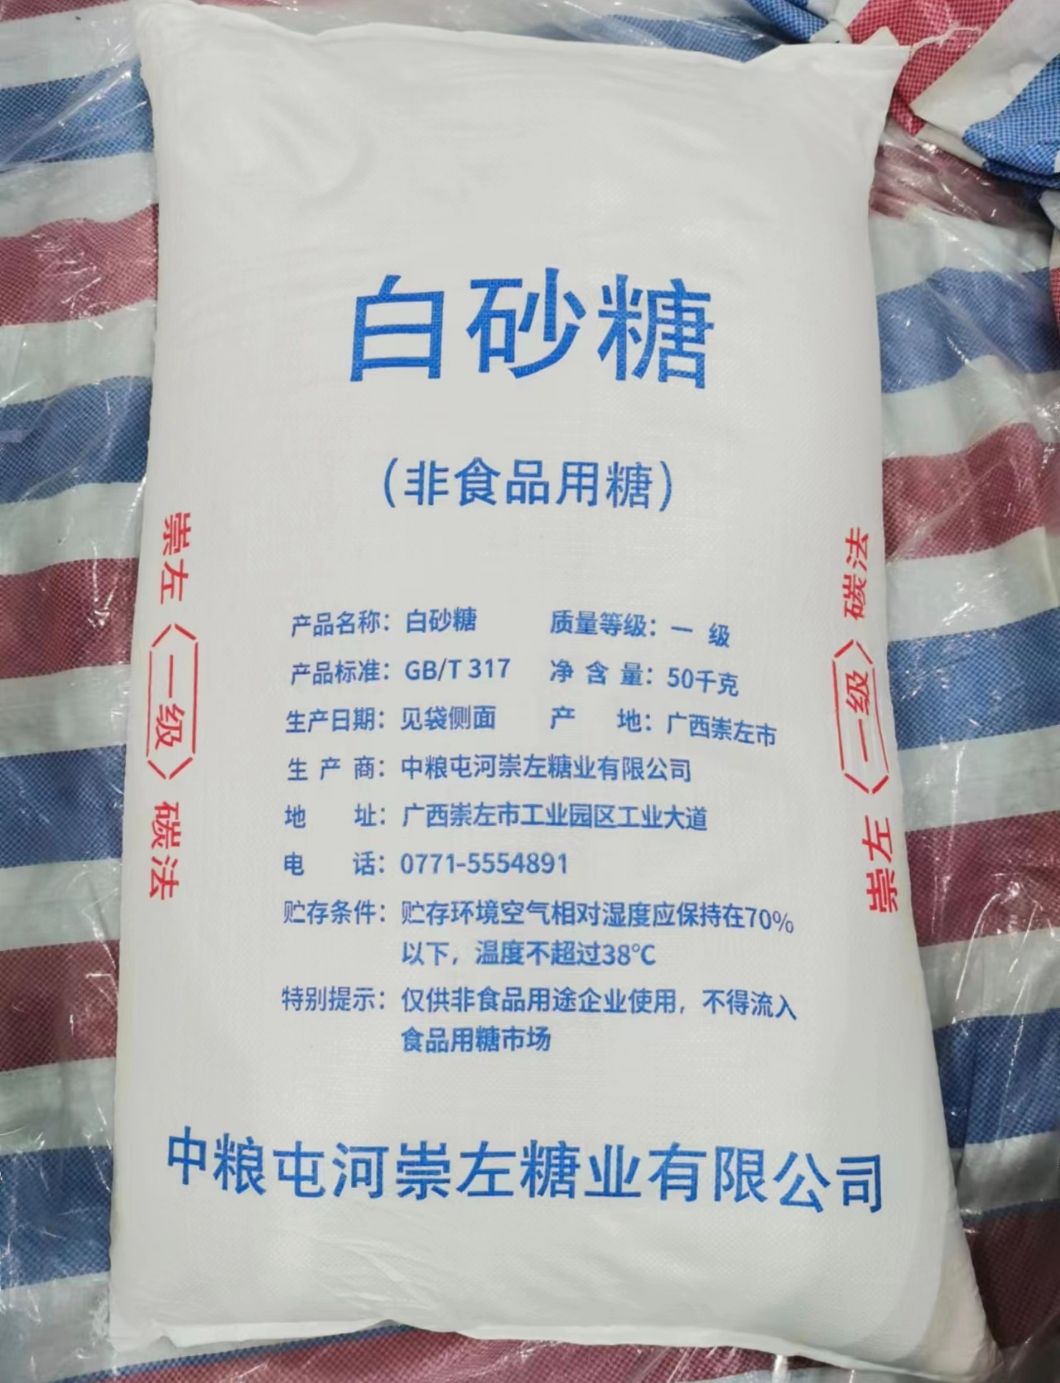 白砂糖
（非食品用糖）
产品名称：白砂糖 质量等级：一 级
产品标准：GB/T 317 净 含 量：50千克
生产日期：见袋侧面 产 地：广西崇左市
生 产 商：中粮屯河崇左糖业有限公司
地 址：广西崇左市工业园区工业大道
电 话：0771-5554891
贮存条件：贮存环境空气相对湿度应保持在70%
以下，温度不超过38℃
特别提示：仅供非食品用途企业使用，不得流入
食品用糖市场
中粮屯河崇左糖业有限公司
崇左〈一级〉碳法
崇左〈一级〉碳法